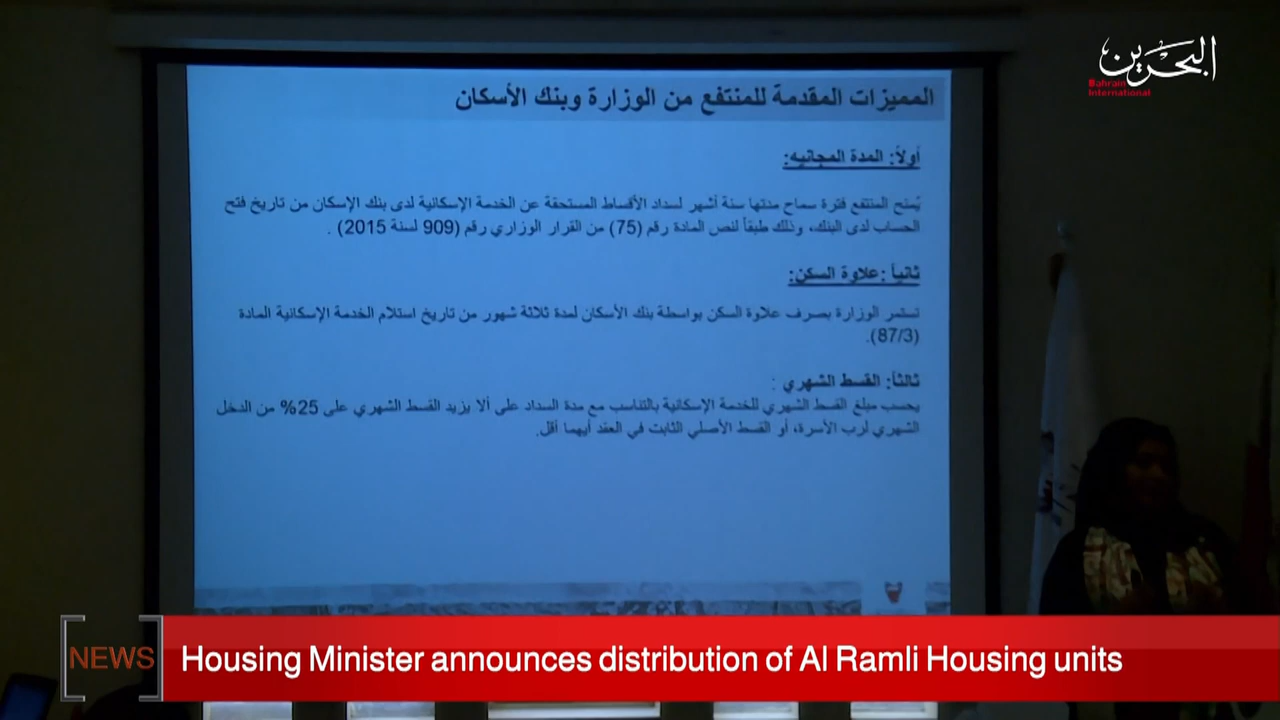 البحرين
Bahrain
International
المميزات المقدمة للمنتفع من الوزارة وبنك الأسكان
أولاً: المدة المجانيه:
يُمنح المنتفع فترة سماح مدتها ستة أشهر لسداد الأقساط المستحقة عن الخدمة الإسكانية لدى بنك الإسكان من تاريخ فتح
الحساب لدى البنك، وذلك طبقاً لنص المادة رقم (75) من القرار الوزاري رقم (909 لسنة 2015) .
ثانياً :علاوة السكن:
تستمر الوزارة بصرف علاوة السكن بواسطة بنك الأسكان لمدة ثلاثة شهور من تاريخ استلام الخدمة الإسكانية المادة
(87/3).
ثالثاً: القسط الشهري :
يحسب مبلغ القسط الشهري للخدمة الإسكانية بالتناسب مع مدة السداد على ألا يزيد القسط الشهري على 25% من الدخل
الشهري لرب الأسرة، أو القسط الأصلي الثابت في العقد أيهما أقل.
NEWS
Housing Minister announces distribution of Al Ramli Housing units